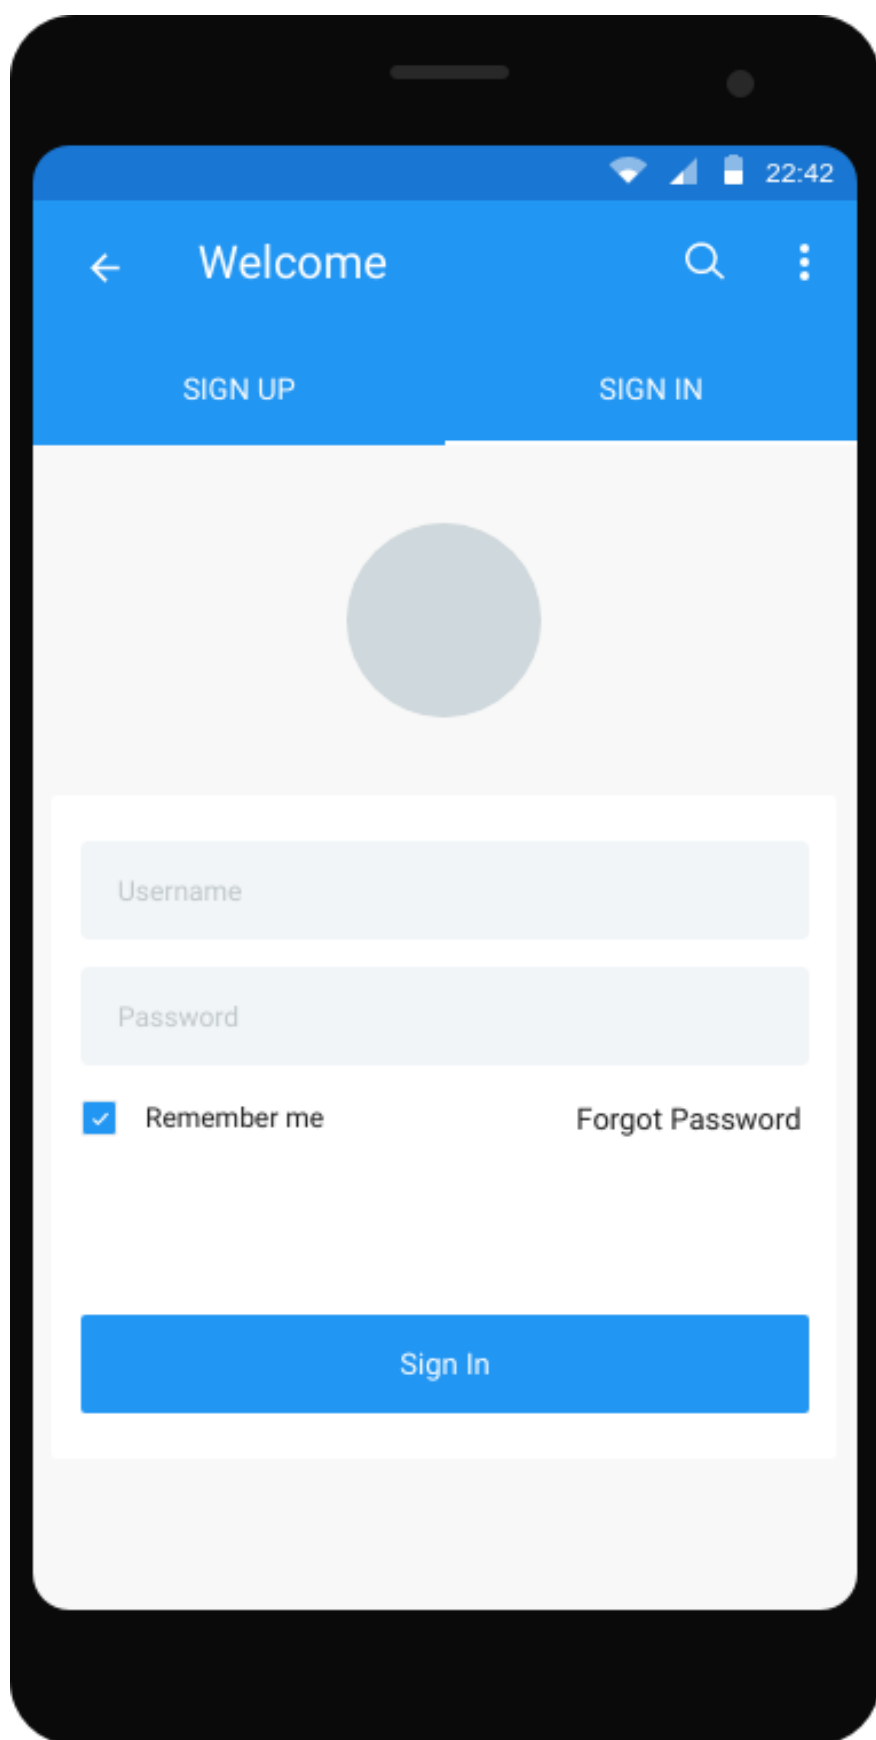 22:42
Welcome
SIGN UP SIGN IN
Username
Password
Remember me Forgot Password
Sign In